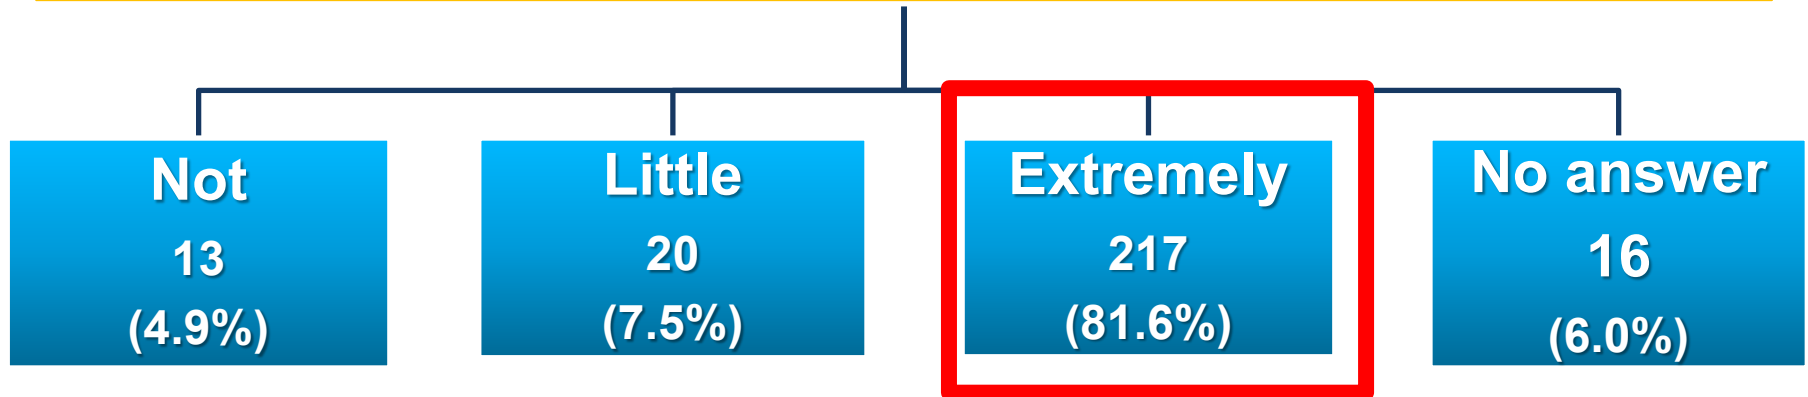 Not
13
(4.9%)
Little
20
(7.5%)
Extremely
217
(81.6%)
No answer
16
(6.0%)